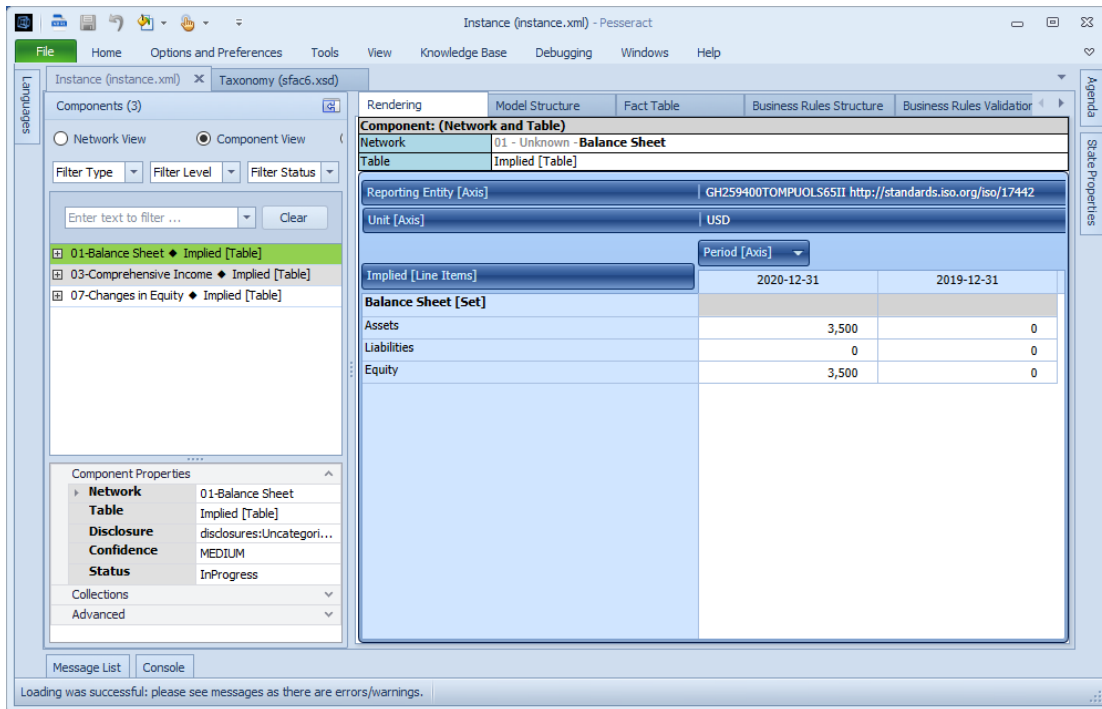 Instance (instance.xml) - Pesseract
File Home Options and Preferences Tools View Knowledge Base Debugging Windows Help
Languages
Instance (instance.xml) X Taxonomy (sfac6.xsd)
Components (3)
Network View Component View
Filter Type Filter Level Filter Status
Enter text to filter ... Clear
01-Balance Sheet ◆ Implied [Table]
03-Comprehensive Income ◆ Implied [Table]
07-Changes in Equity ◆ Implied [Table]
Component Properties
Network 01-Balance Sheet
Table Implied [Table]
Disclosure disclosures:Uncategori...
Confidence MEDIUM
Status InProgress
Collections
Advanced
Rendering Model Structure Fact Table Business Rules Structure Business Rules Validation
Component: (Network and Table)
Network 01 - Unknown - Balance Sheet
Table Implied [Table]
Reporting Entity [Axis] GH259400TOMPUOLS65II http://standards.iso.org/iso/17442
Unit [Axis] USD
Period [Axis]
Implied [Line Items] 2020-12-31 2019-12-31
Balance Sheet [Set]
Assets 3,500 0
Liabilities 0 0
Equity 3,500 0
Agenda
State Properties
Message List Console
Loading was successful: please see messages as there are errors/warnings.